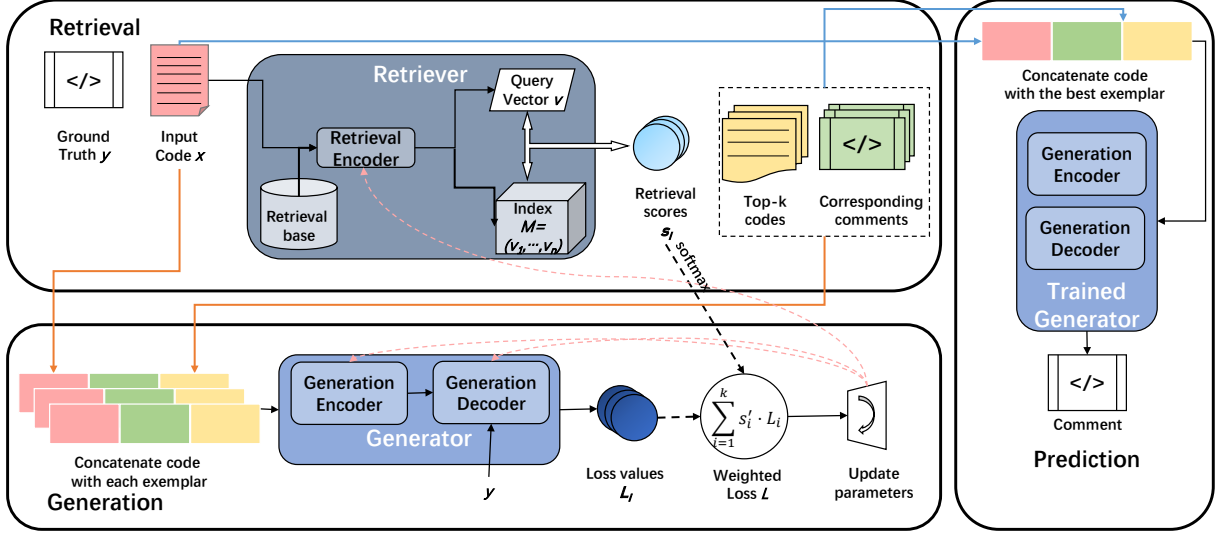 Retrieval
</>
Ground
Truth y
Input
Code x
Retriever
Retrieval
Encoder
Retrieval
base
Query
Vector v
Index
M=
(v1,···,vn)
Retrieval
scores
si
softmax
</>
Top-k
codes
Corresponding
comments
Concatenate code
with the best exemplar
Generation
Encoder
Generation
Decoder
Trained
Generator
</>
Comment
Prediction
Concatenate code
with each exemplar
Generation
Generation
Encoder
Generation
Decoder
Generator
y
Loss values
Li
k
∑ s′i · Li
i=1
Weighted
Loss L
Update
parameters